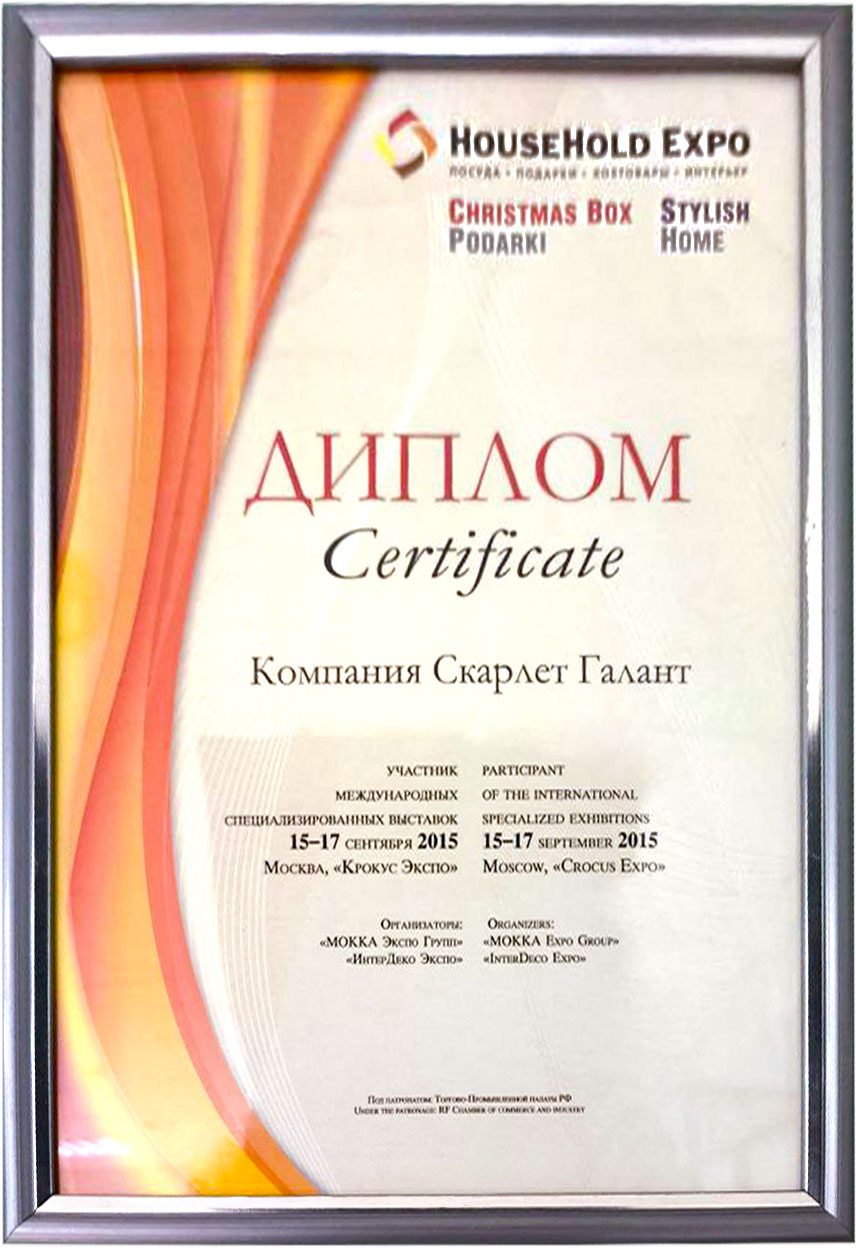 HouseHold Expo
ПОСУДА • ПОДАРКИ • ХОЗТОВАРЫ • ИНТЕРЬЕР
Christmas Box
Podarki
Stylish
Home
ДИПЛОМ
Certificate
Компания Скарлет Галант
УЧАСТНИК
МЕЖДУНАРОДНЫХ
СПЕЦИАЛИЗИРОВАННЫХ ВЫСТАВОК
15–17 СЕНТЯБРЯ 2015
Москва, «Крокус Экспо»
PARTICIPANT
OF THE INTERNATIONAL
SPECIALIZED EXHIBITIONS
15–17 SEPTEMBER 2015
Moscow, «Crocus Expo»
Организаторы:
«МОККА Экспо Групп»
«ИнтерДеко Экспо»
Organizers:
«MOKKA Expo Group»
«InterDeco Expo»
Под патронатом: Торгово-Промышленной палаты РФ
Under the patronage: RF Chamber of commerce and industry